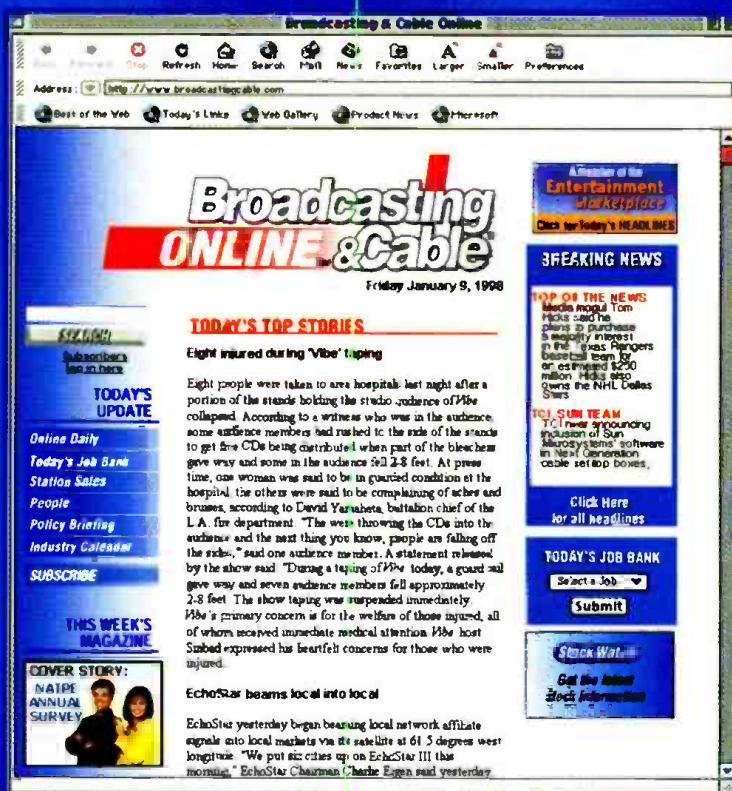 Broadcasting & Cable Online
Back Forward Stop Refresh Home Search Mail News Favorites Larger Smaller Preferences
Address: http://www.broadcastingcable.com
Best of the Web Today's Links Web Gallery Product News Microsoft
Broadcasting
ONLINE &Cable
Friday January 9, 1998
SEARCH
Subscribers
log in here
TODAY'S
UPDATE
Online Daily
Today's Job Bank
Station Sales
People
Policy Briefing
Industry Calendar
SUBSCRIBE
THIS WEEK'S
MAGAZINE
COVER STORY:
NATPE
ANNUAL
SURVEY
TODAY'S TOP STORIES
Eight injured during 'Vibe' taping
Eight people were taken to area hospitals last night after a
portion of the stands holding the studio audience of Vibe
collapsed. According to a witness who was in the audience,
some audience members had rushed to the side of the stands
to get free CDs being distributed when part of the bleachers
gave way and some in the audience fell 2-8 feet. At press
time, one woman was said to be in guarded condition at the
hospital; the others were said to be complaining of aches and
bruises, according to David Yamaheta, battalion chief of the
L.A. fire department. "The were throwing the CDs into the
audience and the next thing you know, people are falling off
the sides," said one audience member. A statement released
by the show said: "During a taping of Vibe today, a guard rail
gave way and seven audience members fell approximately
2-8 feet. The show taping was suspended immediately.
Vibe's primary concern is for the welfare of those injured, all
of whom received immediate medical attention. Vibe host
Sinbad expressed his heartfelt concerns for those who were
injured.
EchoStar beams local into local
EchoStar yesterday began beaming local network affiliate
signals into local markets via its satellite at 61.5 degrees west
longitude. "We put six cities up on EchoStar III this
morning," EchoStar Chairman Charlie Ergen said yesterday
A member of the
Entertainment
Marketplace
Click for Today's HEADLINES
BREAKING NEWS
TOP OF THE NEWS
Media mogul Tom
Hicks said he
plans to purchase
a majority interest
in the Texas Rangers
baseball team for
an estimated $250
million. Hicks also
owns the NHL Dallas
Stars
TCI, SUN TEAM
TCI near announcing
inclusion of Sun
Microsystems' software
in Next Generation
cable set top boxes,
Click Here
for all headlines
TODAY'S JOB BANK
Select a Job
Submit
Stock Watch
Get the latest
stock information